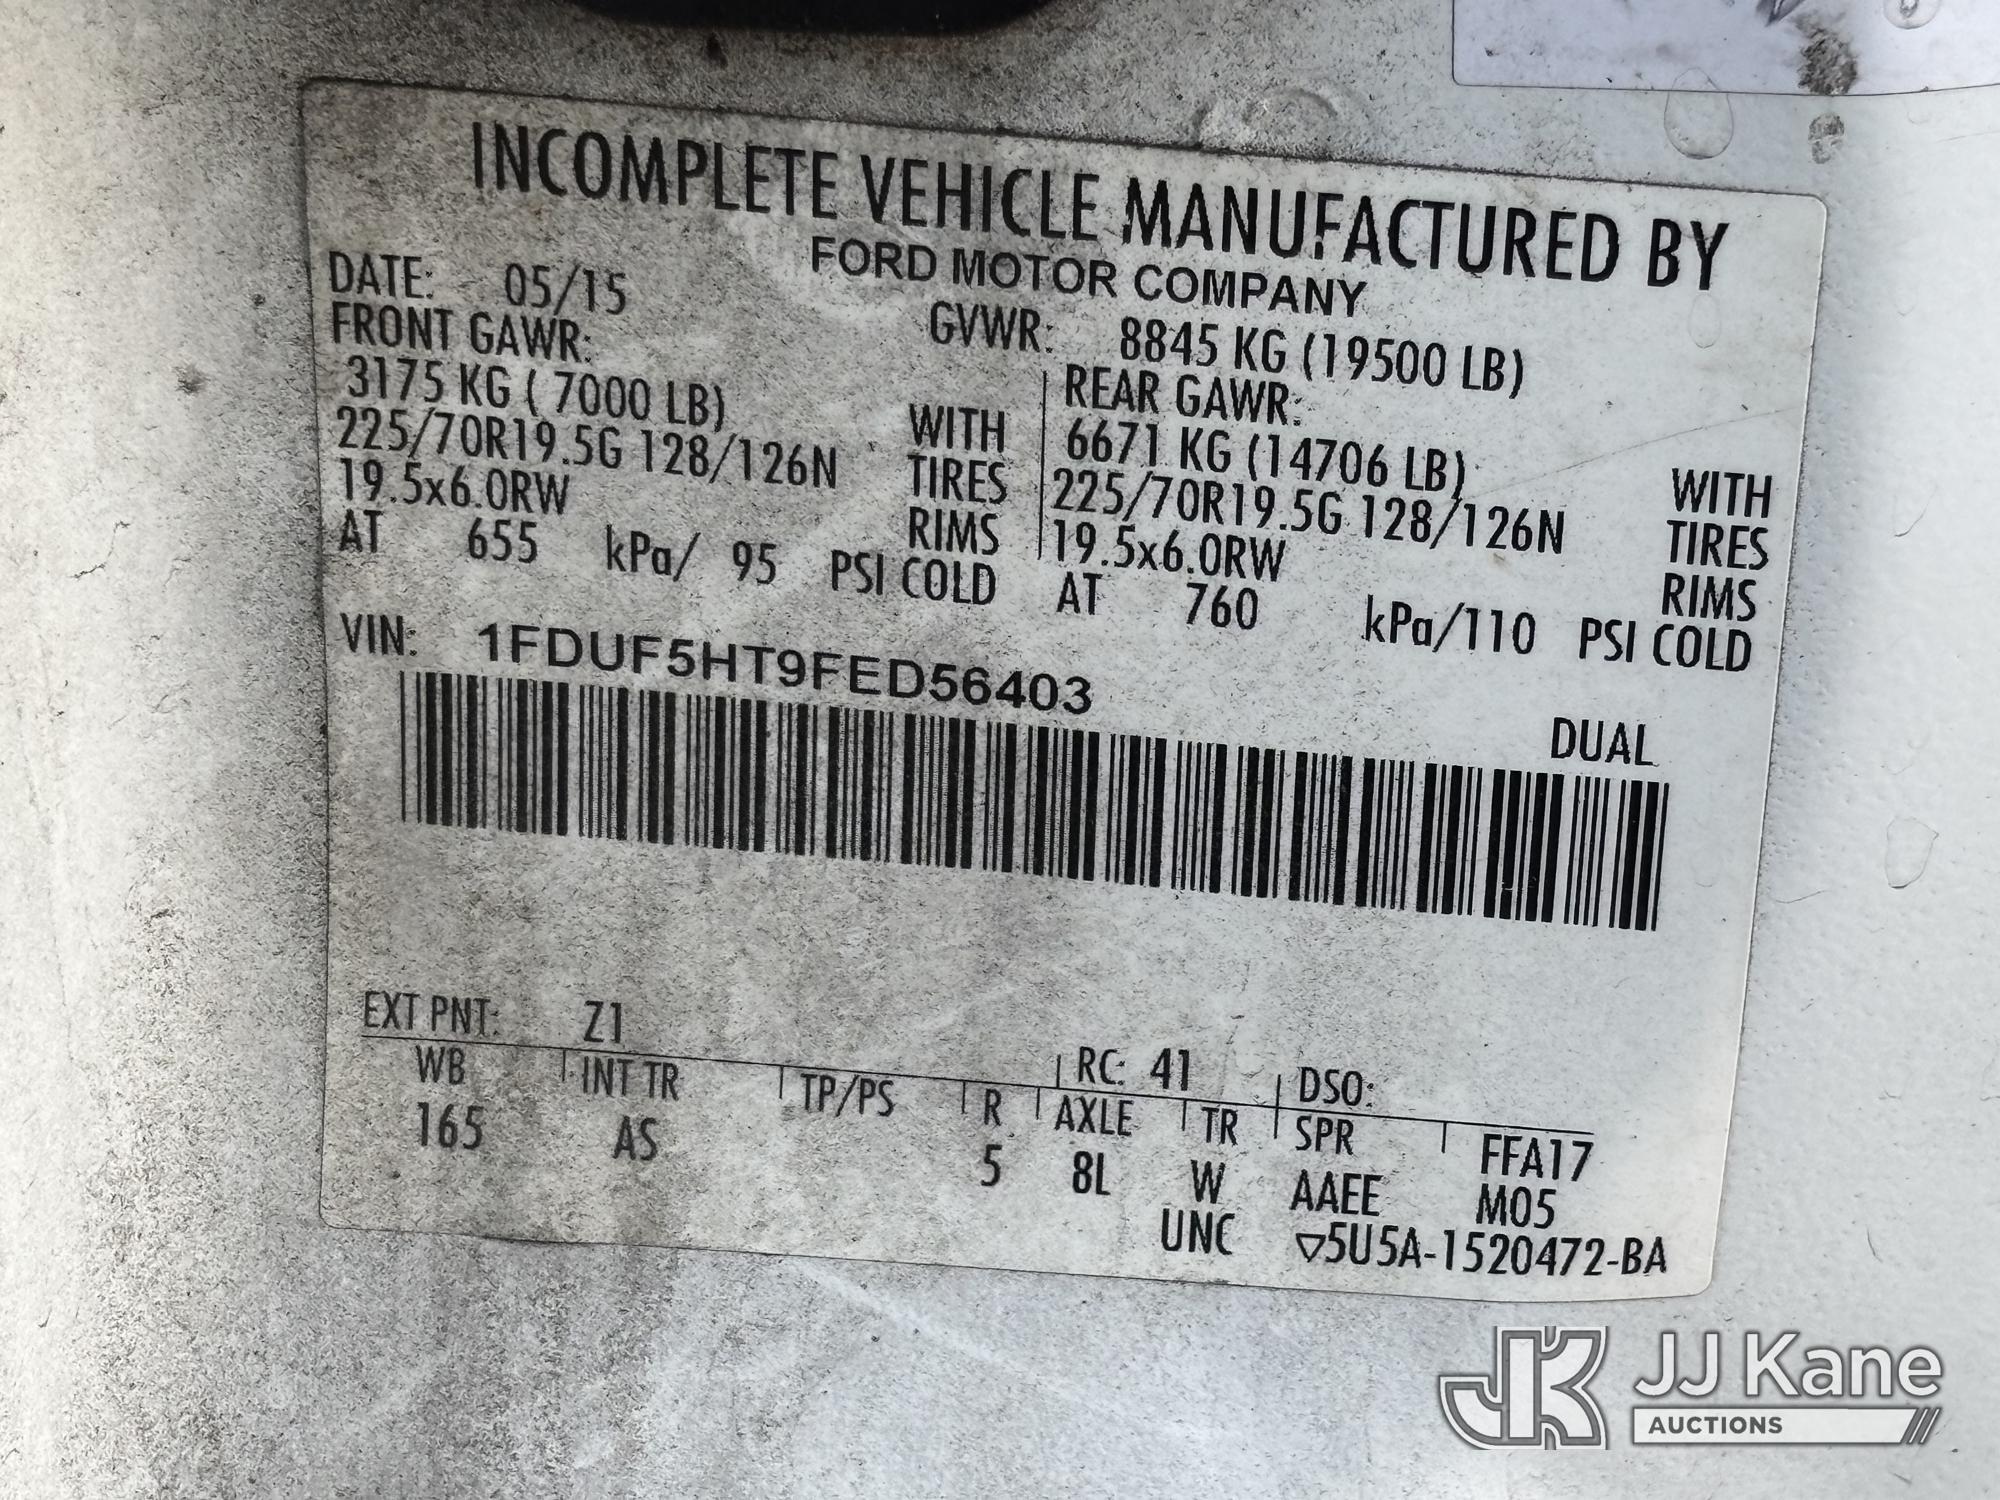 INCOMPLETE VEHICLE MANUFACTURED BY
FORD MOTOR COMPANY
DATE: 05/15 GVWR: 8845 KG (19500 LB)
FRONT GAWR: REAR GAWR:
3175 KG ( 7000 LB) WITH 6671 KG (14706 LB) WITH
225/70R19.5G 128/126N TIRES 225/70R19.5G 128/126N TIRES
19.5x6.0RW RIMS 19.5x6.0RW RIMS
AT 655 kPa/ 95 PSI COLD AT 760 kPa/110 PSI COLD
VIN: 1FDUF5HT9FED56403
DUAL
EXT PNT: Z1 RC: 41 DSO:
WB INT TR TP/PS R AXLE TR SPR FFA17
165 AS 5 8L W AAEE M05
UNC ▽5U5A-1520472-BA
JK JJ Kane
AUCTIONS